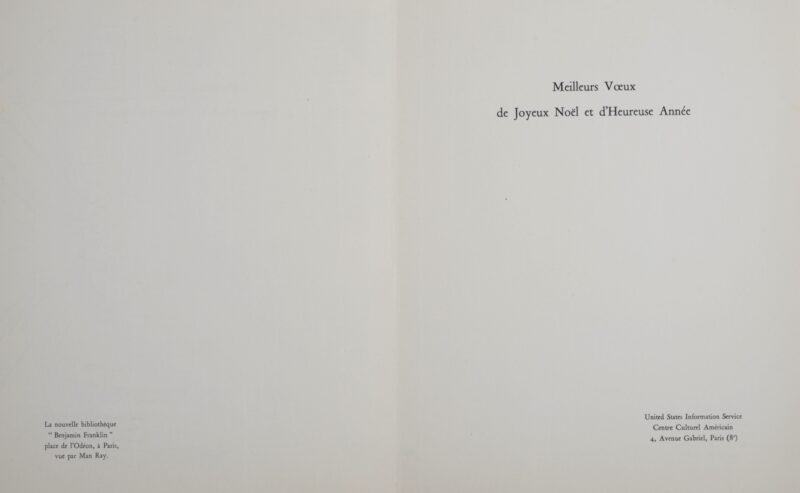 Meilleurs Vœux
de Joyeux Noël et d'Heureuse Année
La nouvelle bibliothèque
" Benjamin Franklin "
place de l'Odéon, à Paris,
vue par Man Ray.
United States Information Service
Centre Culturel Américain
4, Avenue Gabriel, Paris (8e)